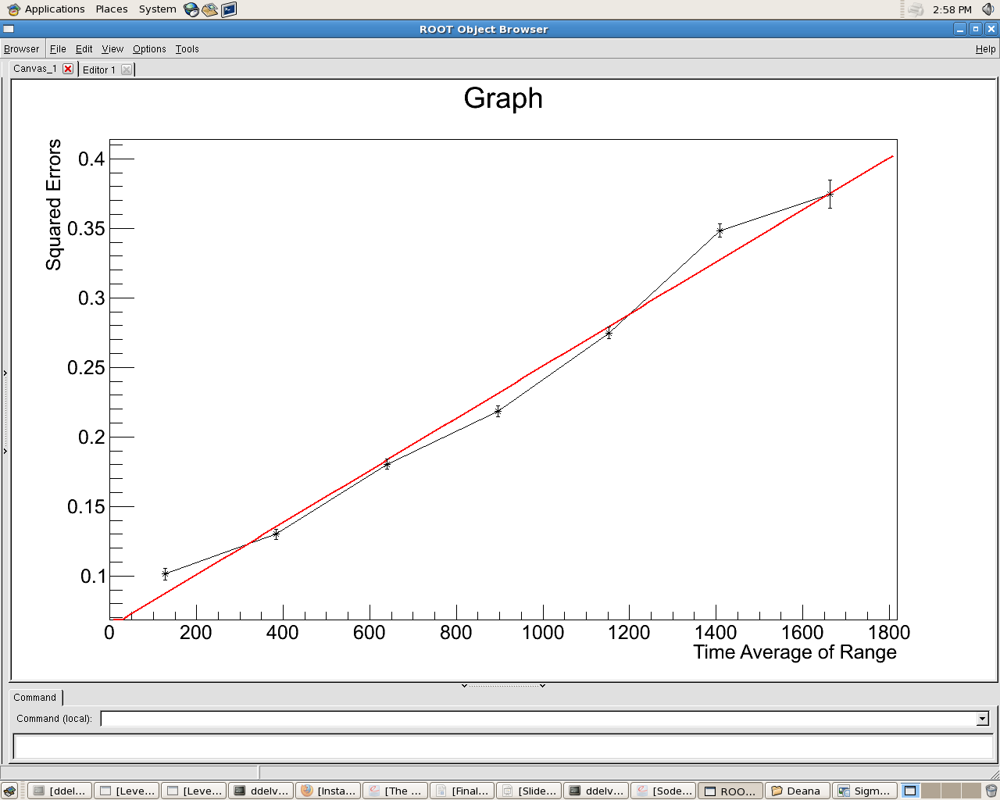 Applications Places System 2:58 PM
ROOT Object Browser
Browser File Edit View Options Tools Help
Canvas_1 Editor 1
Graph
Squared Errors
0.4
0.35
0.3
0.25
0.2
0.15
0.1
0 200 400 600 800 1000 1200 1400 1600 1800
Time Average of Range
Command
Command (local):
[ddel... [Leve... [Leve... ddelv... [Insta... [The ... [Final... [Slide... ddelv... [Sode... ROO... Deana Sigm...